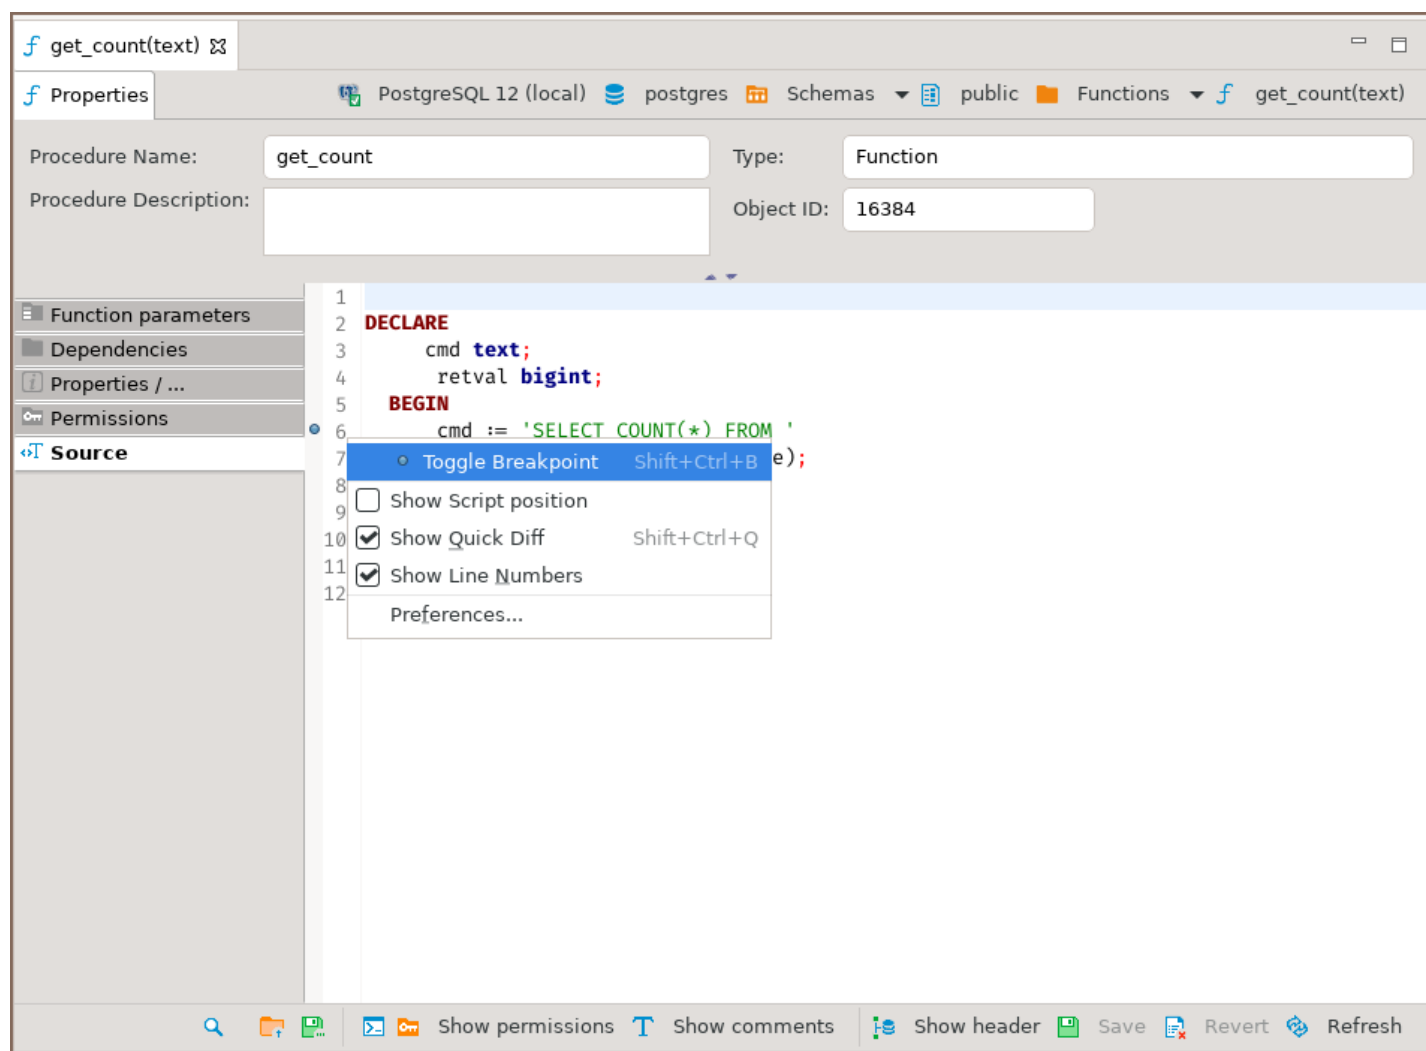 get_count(text)
Properties
PostgreSQL 12 (local) postgres Schemas public Functions get_count(text)
Procedure Name: get_count Type: Function
Procedure Description: Object ID: 16384
Function parameters
Dependencies
Properties / ...
Permissions
Source
1
2 DECLARE
3 cmd text;
4 retval bigint;
5 BEGIN
6 cmd := 'SELECT COUNT(*) FROM '
7 e);
8
9
10
11
12
Toggle Breakpoint Shift+Ctrl+B
Show Script position
Show Quick Diff Shift+Ctrl+Q
Show Line Numbers
Preferences...
Show permissions Show comments Show header Save Revert Refresh